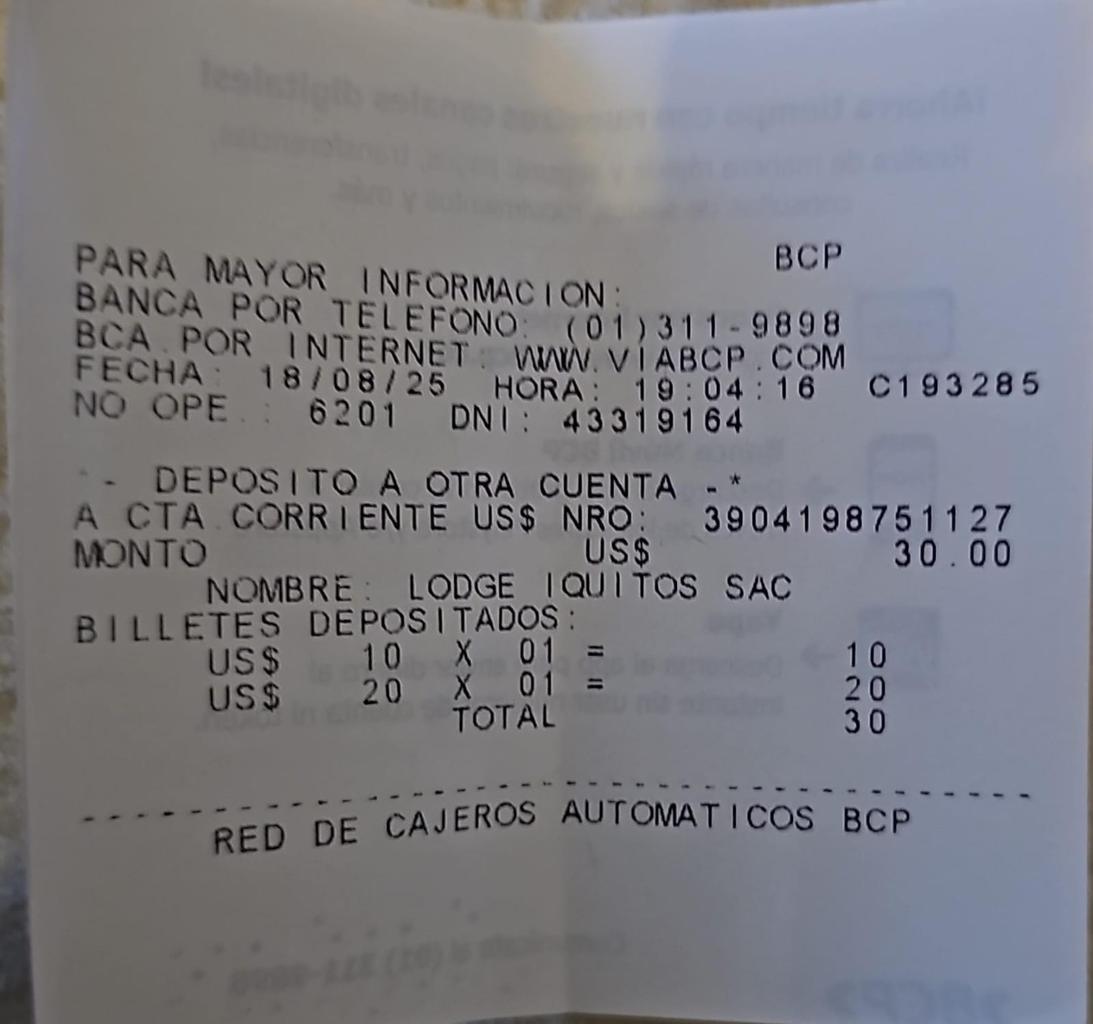 BCP
PARA MAYOR INFORMACION:
BANCA POR TELEFONO: (01)311-9898
BCA.POR INTERNET. WWW.VIABCP.COM
FECHA: 18/08/25 HORA: 19:04:16 C193285
NO OPE.: 6201 DNI: 43319164
*- DEPOSITO A OTRA CUENTA -*
A CTA.CORRIENTE US$ NRO: 3904198751127
MONTO US$ 30.00
NOMBRE: LODGE IQUITOS SAC
BILLETES DEPOSITADOS:
US$ 10 X 01 = 10
US$ 20 X 01 = 20
TOTAL 30
--------------------------------
RED DE CAJEROS AUTOMATICOS BCP